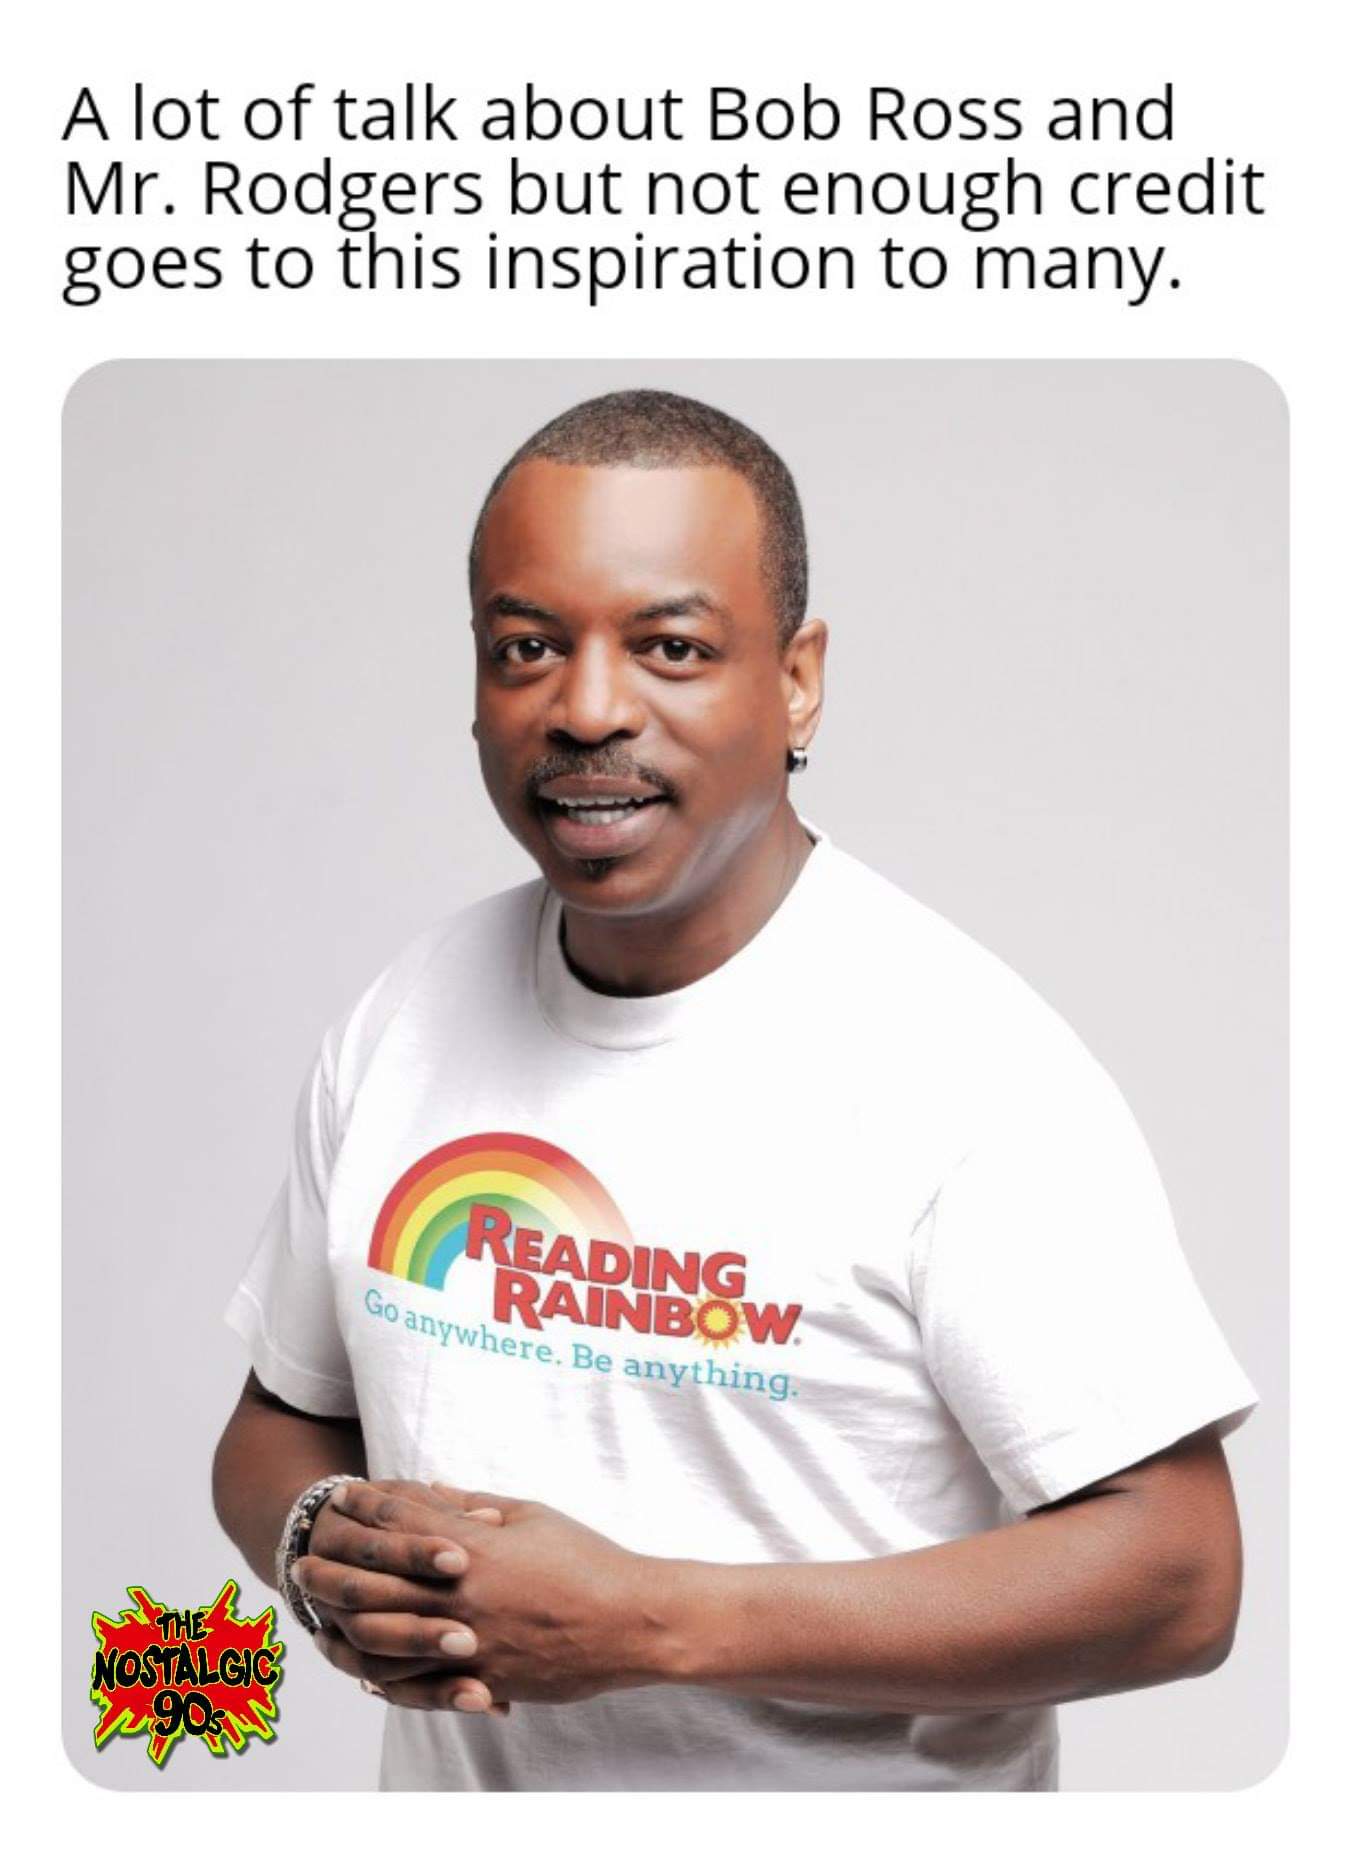 A lot of talk about Bob Ross and
Mr. Rodgers but not enough credit
goes to this inspiration to many.
READING
RAINBOW®
Go anywhere. Be anything.
THE
NOSTALGIC
90s